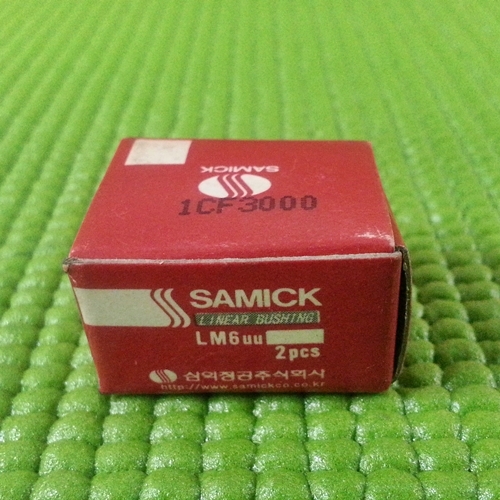 SAMICK
1CF3000
SAMICK
LINEAR BUSHING
LM6uu
2pcs
삼익정공주식회사
http://www.samickco.co.kr